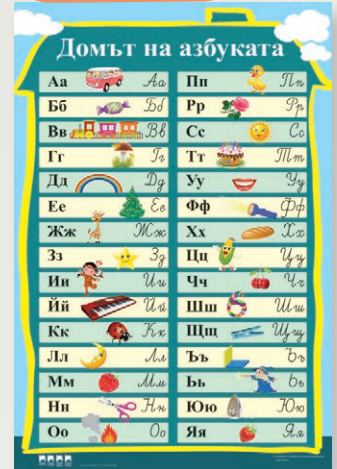 Домът на азбуката
Аа Аа Пп Пп
Бб Бб Рр Рр
Вв Вв Сс Сс
Гг Гг Тт Тт
Дд Дд Уу Уу
Ее Ее Фф Фф
Жж Жж Хх Хх
Зз Зз Цц Цц
Ии Ии Чч Чч
Йй Йй Шш Шш
Кк Кк Щщ Щщ
Лл Лл Ъъ Ъъ
Мм Мм Ьь Ьь
Нн Нн Юю Юю
Оо Оо Яя Яя